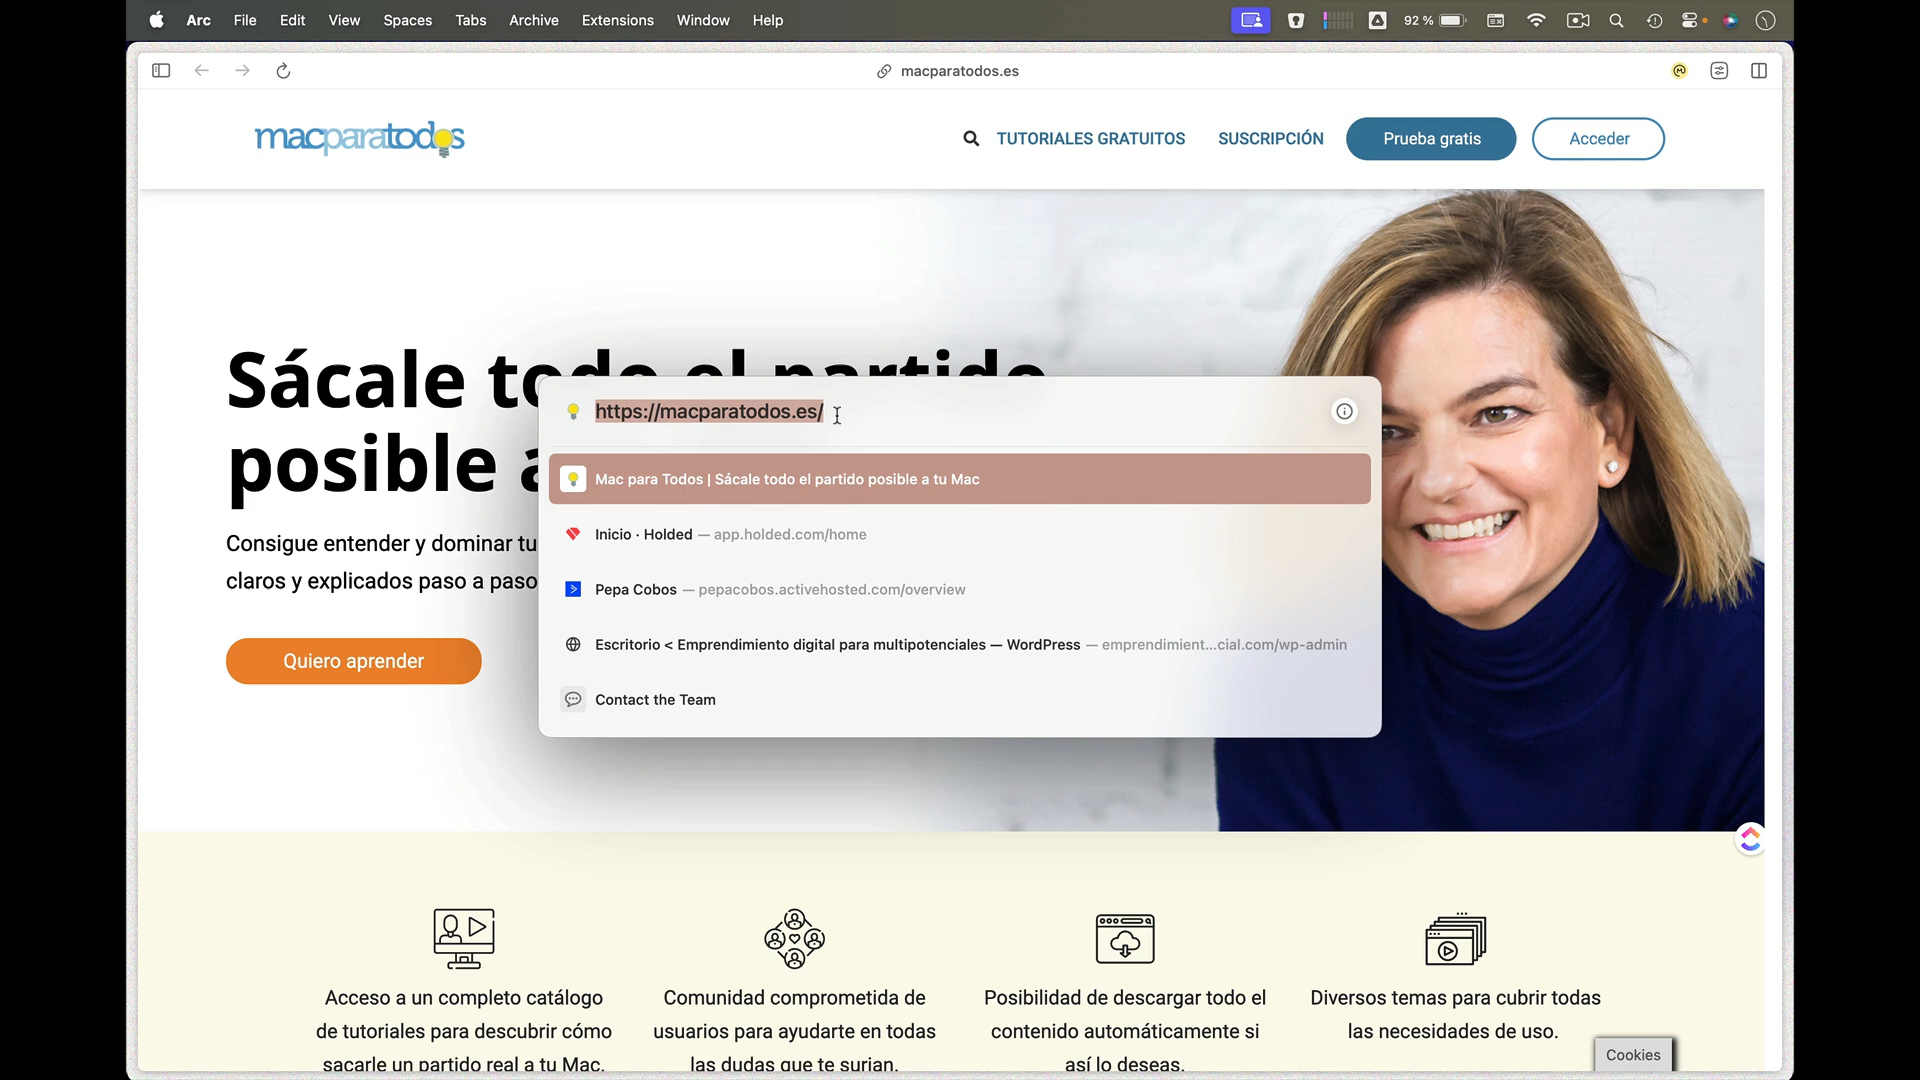 Arc File Edit View Spaces Tabs Archive Extensions Window Help 92 %
macparatodos.es
macparatodos
TUTORIALES GRATUITOS SUSCRIPCIÓN Prueba gratis Acceder
Sácale todo el partido
posible a
Consigue entender y dominar tu
claros y explicados paso a paso
Quiero aprender
https://macparatodos.es/
Mac para Todos | Sácale todo el partido posible a tu Mac
Inicio · Holded — app.holded.com/home
Pepa Cobos — pepacobos.activehosted.com/overview
Escritorio < Emprendimiento digital para multipotenciales — WordPress — emprendimient...cial.com/wp-admin
Contact the Team
Acceso a un completo catálogo
de tutoriales para descubrir cómo
sacarle un partido real a tu Mac.
Comunidad comprometida de
usuarios para ayudarte en todas
las dudas que te surjan.
Posibilidad de descargar todo el
contenido automáticamente si
así lo deseas.
Diversos temas para cubrir todas
las necesidades de uso.
Cookies